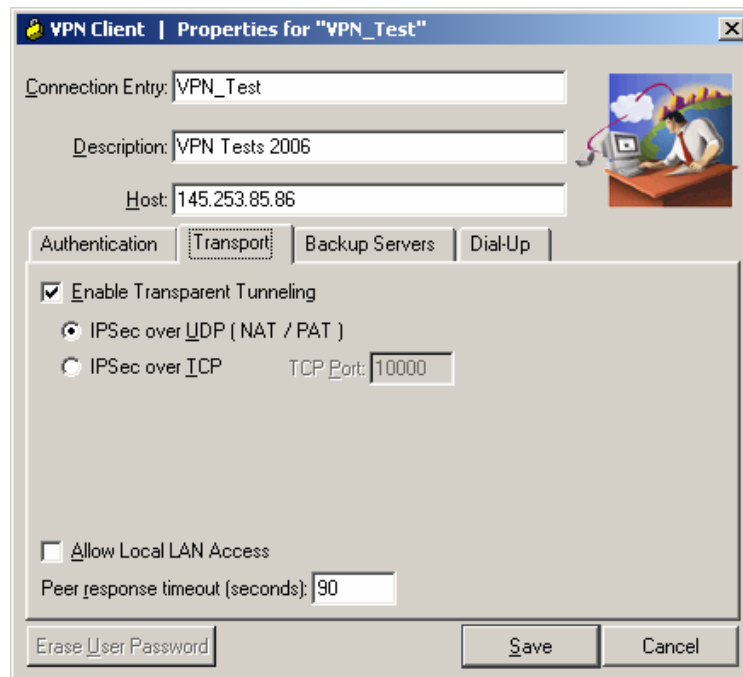 VPN Client | Properties for "VPN_Test"
Connection Entry: VPN_Test
Description: VPN Tests 2006
Host: 145.253.85.86
Authentication Transport Backup Servers Dial-Up
Enable Transparent Tunneling
IPSec over UDP ( NAT / PAT )
IPSec over TCP TCP Port: 10000
Allow Local LAN Access
Peer response timeout (seconds): 90
Erase User Password Save Cancel